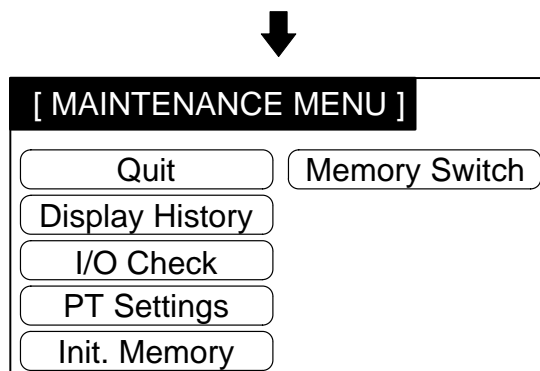 [ MAINTENANCE MENU ]
Quit
Memory Switch
Display History
I/O Check
PT Settings
Init. Memory